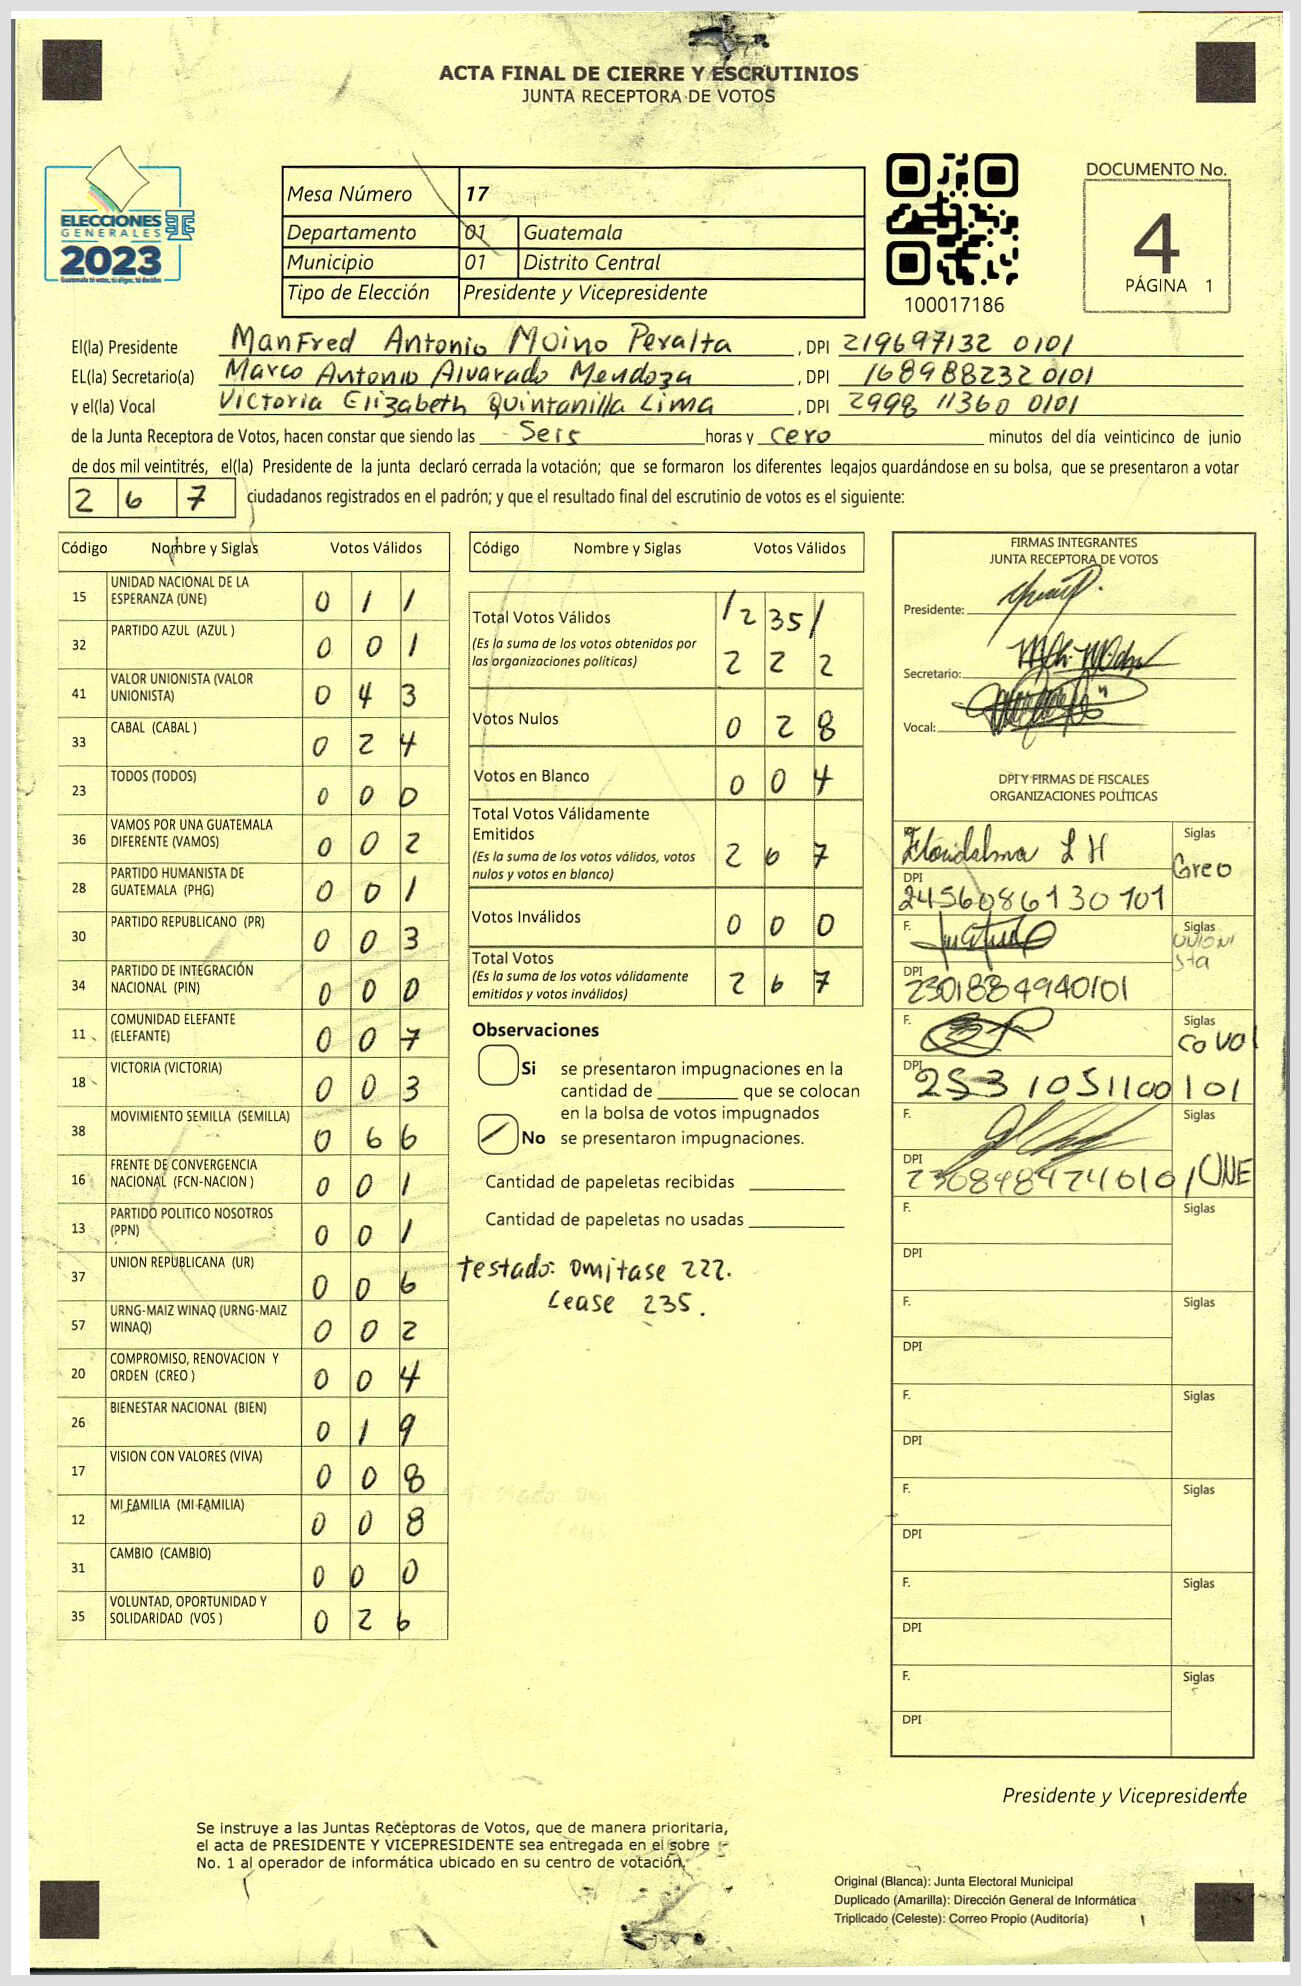 ACTA FINAL DE CIERRE Y ESCRUTINIOS
JUNTA RECEPTORA DE VOTOS
ELECCIONES
GENERALES
2023
Mesa Número 17
Departamento 01 Guatemala
Municipio 01 Distrito Central
Tipo de Elección Presidente y Vicepresidente
100017186
DOCUMENTO No.
4
PÁGINA 1
El(la) Presidente Manfred Antonio Moino Peralta , DPI 219697132 0101
EL(la) Secretario(a) Marco Antonio Alvarado Mendoza , DPI 168988232 0101
y el(la) Vocal Victoria Elizabeth Quintanilla Lima , DPI 2998 11360 0101
de la Junta Receptora de Votos, hacen constar que siendo las Seis horas y cero minutos del día veinticinco de junio
de dos mil veintitrés, el(la) Presidente de la junta declaró cerrada la votación; que se formaron los diferentes legajos guardándose en su bolsa, que se presentaron a votar
2 6 7 ciudadanos registrados en el padrón; y que el resultado final del escrutinio de votos es el siguiente:
Código Nombre y Siglas Votos Válidos
15 UNIDAD NACIONAL DE LA
ESPERANZA (UNE) 0 1 1
32 PARTIDO AZUL (AZUL ) 0 0 1
41 VALOR UNIONISTA (VALOR
UNIONISTA) 0 4 3
33 CABAL (CABAL ) 0 2 4
23 TODOS (TODOS) 0 0 0
36 VAMOS POR UNA GUATEMALA
DIFERENTE (VAMOS) 0 0 2
28 PARTIDO HUMANISTA DE
GUATEMALA (PHG) 0 0 1
30 PARTIDO REPUBLICANO (PR) 0 0 3
34 PARTIDO DE INTEGRACIÓN
NACIONAL (PIN) 0 0 0
11 COMUNIDAD ELEFANTE
(ELEFANTE) 0 0 7
18 VICTORIA (VICTORIA) 0 0 3
38 MOVIMIENTO SEMILLA (SEMILLA) 0 6 6
16 FRENTE DE CONVERGENCIA
NACIONAL (FCN-NACION ) 0 0 1
13 PARTIDO POLITICO NOSOTROS
(PPN) 0 0 1
37 UNION REPUBLICANA (UR) 0 0 6
57 URNG-MAIZ WINAQ (URNG-MAIZ
WINAQ) 0 0 2
20 COMPROMISO, RENOVACION Y
ORDEN (CREO ) 0 0 4
26 BIENESTAR NACIONAL (BIEN) 0 1 9
17 VISION CON VALORES (VIVA) 0 0 8
12 MI FAMILIA (MI FAMILIA) 0 0 8
31 CAMBIO (CAMBIO) 0 0 0
35 VOLUNTAD, OPORTUNIDAD Y
SOLIDARIDAD (VOS ) 0 2 6
Código Nombre y Siglas Votos Válidos
Total Votos Válidos / 2 35 /
(Es la suma de los votos obtenidos por
las organizaciones políticas) 2 2 2
Votos Nulos 0 2 8
Votos en Blanco 0 0 4
Total Votos Válidamente
Emitidos
(Es la suma de los votos válidos, votos
nulos y votos en blanco) 2 6 7
Votos Inválidos 0 0 0
Total Votos
(Es la suma de los votos válidamente
emitidos y votos inválidos) 2 6 7
Observaciones
Si se presentaron impugnaciones en la
cantidad de ________ que se colocan
en la bolsa de votos impugnados
No se presentaron impugnaciones.
Cantidad de papeletas recibidas
Cantidad de papeletas no usadas
testado: omitase 222.
Lease 235.
FIRMAS INTEGRANTES
JUNTA RECEPTORA DE VOTOS
Presidente:
Secretario:
Vocal:
DPI Y FIRMAS DE FISCALES
ORGANIZACIONES POLÍTICAS
Floridalma L H Siglas
Creo
DPI
2456086130101
F. Siglas
UNIONI
sta
DPI
2301884940101
F. Siglas
DPI
2531051100101
F. Siglas
DPI
UNE
F. Siglas
DPI
F. Siglas
DPI
F. Siglas
DPI
F. Siglas
DPI
F. Siglas
DPI
F. Siglas
DPI
Presidente y Vicepresidente
Se instruye a las Juntas Receptoras de Votos, que de manera prioritaria,
el acta de PRESIDENTE Y VICEPRESIDENTE sea entregada en el sobre
No. 1 al operador de informática ubicado en su centro de votación.
Original (Blanca): Junta Electoral Municipal
Duplicado (Amarilla): Dirección General de Informática
Triplicado (Celeste): Correo Propio (Auditoría)